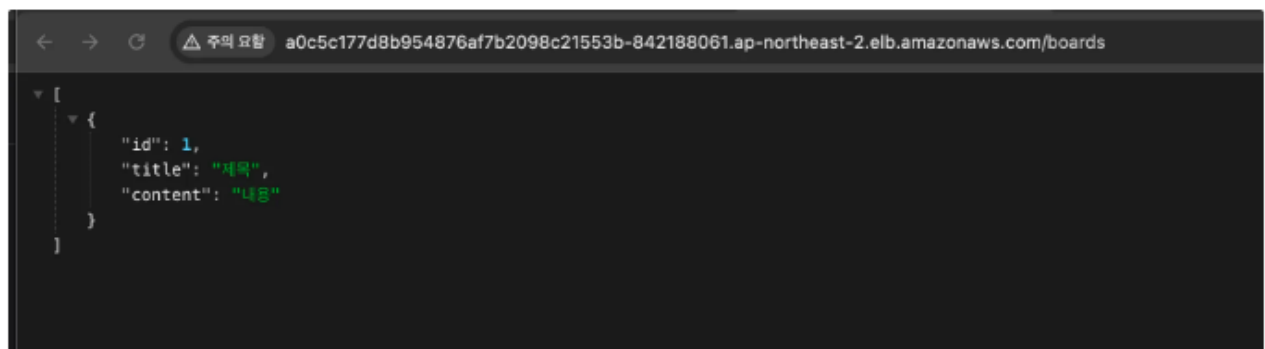 주의 요함 a0c5c177d8b954876af7b2098c21553b-842188061.ap-northeast-2.elb.amazonaws.com/boards
[
{
"id": 1,
"title": "제목",
"content": "내용"
}
]